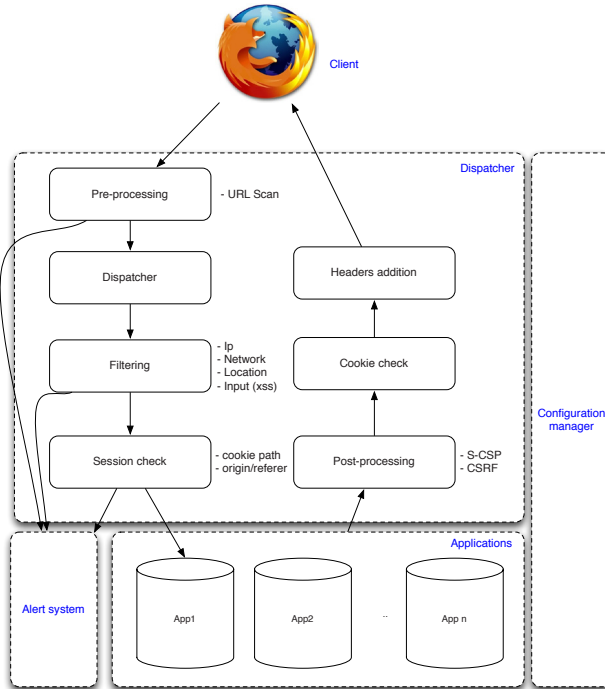 Client
Dispatcher
Pre-processing
- URL Scan
Dispatcher
Headers addition
Filtering
- Ip
- Network
- Location
- Input (xss)
Cookie check
Configuration
manager
Session check
- cookie path
- origin/referer
Post-processing
- S-CSP
- CSRF
Applications
Alert system
App1
App2
..
App n